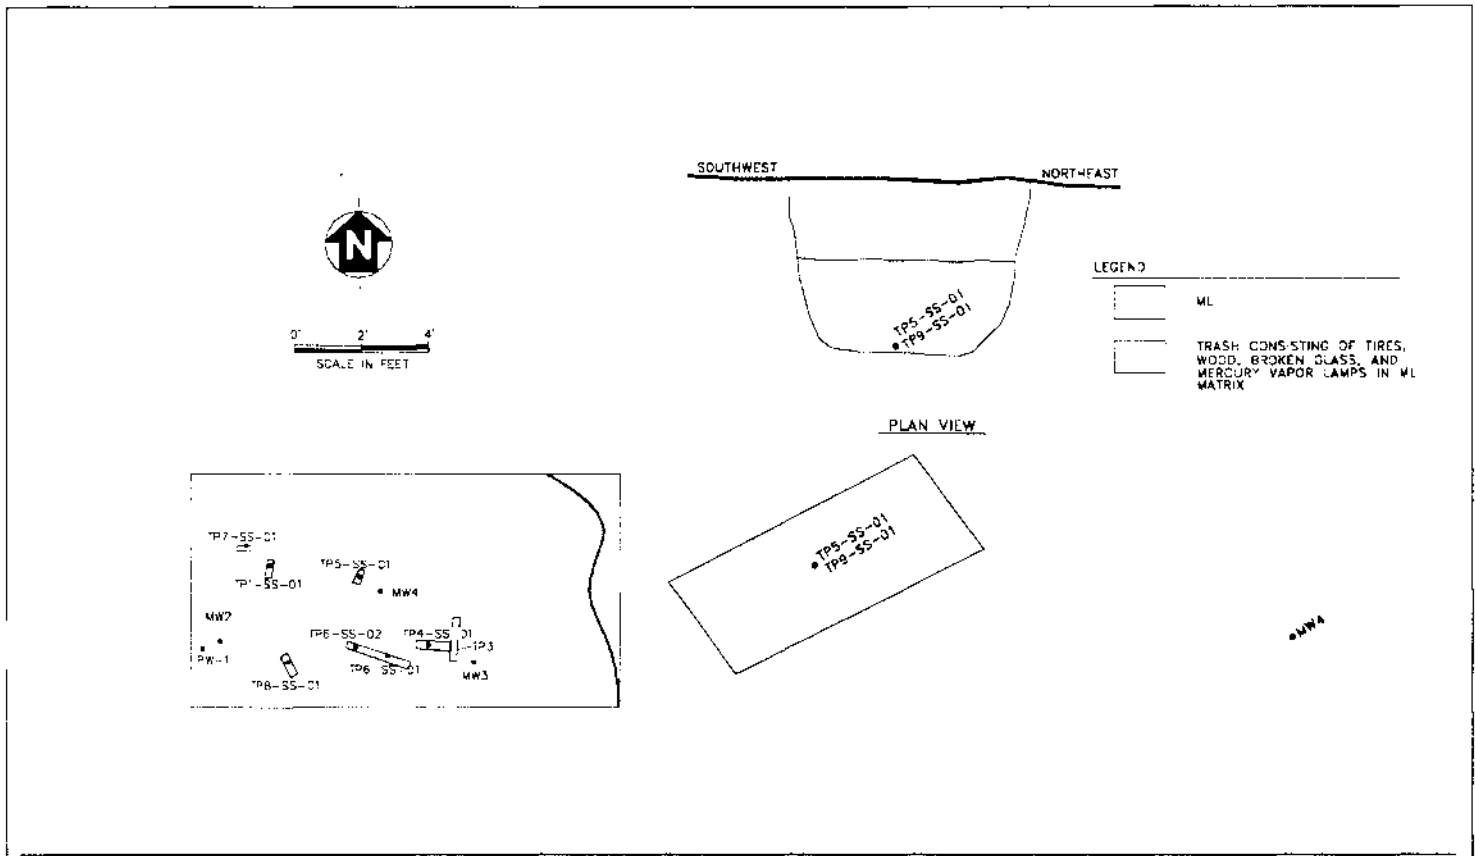 SOUTHWEST
NORTHEAST
N
0' 2' 4'
SCALE IN FEET
TP5-SS-01
TP9-SS-01
LEGEND
ML
TRASH CONSISTING OF TIRES,
WOOD, BROKEN GLASS, AND
MERCURY VAPOR LAMPS IN ML
MATRIX
PLAN VIEW
TP5-SS-01
TP9-SS-01
MW4
TP7-SS-01
TP1-SS-01
TP5-SS-01
MW4
MW2
PW-1
TP6-SS-02
TP4-SS-01
TP3
TP6-SS-01
MW3
TP8-SS-01